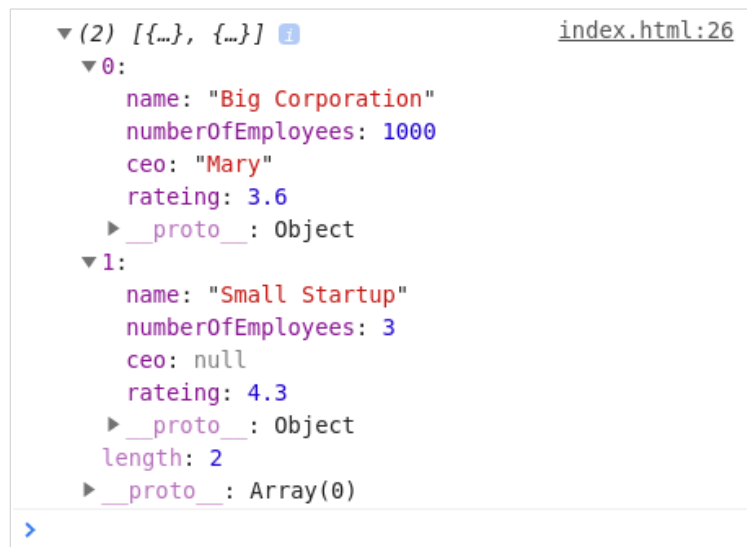 ▼(2) [{…}, {…}] i index.html:26
▼0:
name: "Big Corporation"
numberOfEmployees: 1000
ceo: "Mary"
rateing: 3.6
▶__proto__: Object
▼1:
name: "Small Startup"
numberOfEmployees: 3
ceo: null
rateing: 4.3
▶__proto__: Object
length: 2
▶__proto__: Array(0)
>